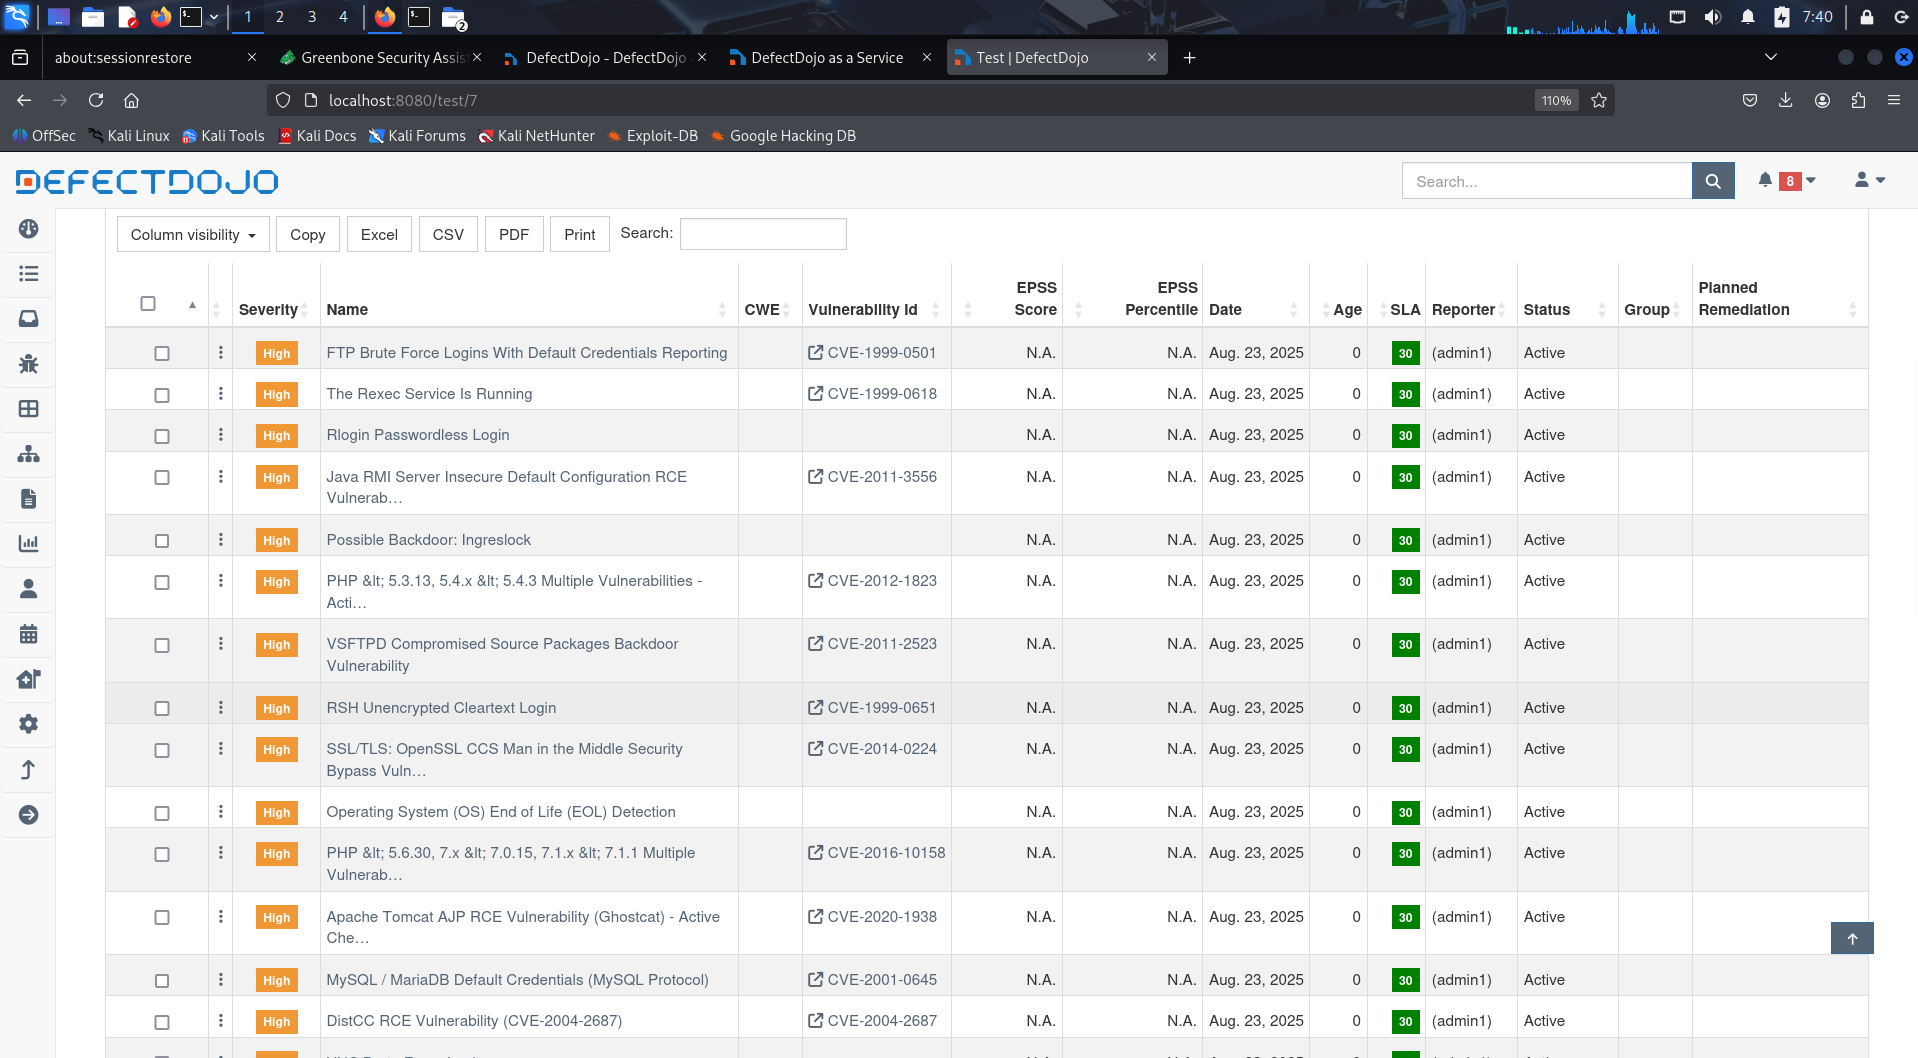 1 2 3 4 2 7:40
about:sessionrestore Greenbone Security Assis DefectDojo - DefectDojo DefectDojo as a Service Test | DefectDojo
localhost:8080/test/7 110%
OffSec Kali Linux Kali Tools Kali Docs Kali Forums Kali NetHunter Exploit-DB Google Hacking DB
DEFECTDOJO Search... 8
Column visibility Copy Excel CSV PDF Print Search:
Severity Name CWE Vulnerability Id EPSS Score EPSS Percentile Date Age SLA Reporter Status Group Planned Remediation
High FTP Brute Force Logins With Default Credentials Reporting CVE-1999-0501 N.A. N.A. Aug. 23, 2025 0 30 (admin1) Active
High The Rexec Service Is Running CVE-1999-0618 N.A. N.A. Aug. 23, 2025 0 30 (admin1) Active
High Rlogin Passwordless Login N.A. N.A. Aug. 23, 2025 0 30 (admin1) Active
High Java RMI Server Insecure Default Configuration RCE CVE-2011-3556 N.A. N.A. Aug. 23, 2025 0 30 (admin1) Active
Vulnerab…
High Possible Backdoor: Ingreslock N.A. N.A. Aug. 23, 2025 0 30 (admin1) Active
High PHP &lt; 5.3.13, 5.4.x &lt; 5.4.3 Multiple Vulnerabilities - CVE-2012-1823 N.A. N.A. Aug. 23, 2025 0 30 (admin1) Active
Acti…
High VSFTPD Compromised Source Packages Backdoor CVE-2011-2523 N.A. N.A. Aug. 23, 2025 0 30 (admin1) Active
Vulnerability
High RSH Unencrypted Cleartext Login CVE-1999-0651 N.A. N.A. Aug. 23, 2025 0 30 (admin1) Active
High SSL/TLS: OpenSSL CCS Man in the Middle Security CVE-2014-0224 N.A. N.A. Aug. 23, 2025 0 30 (admin1) Active
Bypass Vuln…
High Operating System (OS) End of Life (EOL) Detection N.A. N.A. Aug. 23, 2025 0 30 (admin1) Active
High PHP &lt; 5.6.30, 7.x &lt; 7.0.15, 7.1.x &lt; 7.1.1 Multiple CVE-2016-10158 N.A. N.A. Aug. 23, 2025 0 30 (admin1) Active
Vulnerab…
High Apache Tomcat AJP RCE Vulnerability (Ghostcat) - Active CVE-2020-1938 N.A. N.A. Aug. 23, 2025 0 30 (admin1) Active
Che…
High MySQL / MariaDB Default Credentials (MySQL Protocol) CVE-2001-0645 N.A. N.A. Aug. 23, 2025 0 30 (admin1) Active
High DistCC RCE Vulnerability (CVE-2004-2687) CVE-2004-2687 N.A. N.A. Aug. 23, 2025 0 30 (admin1) Active